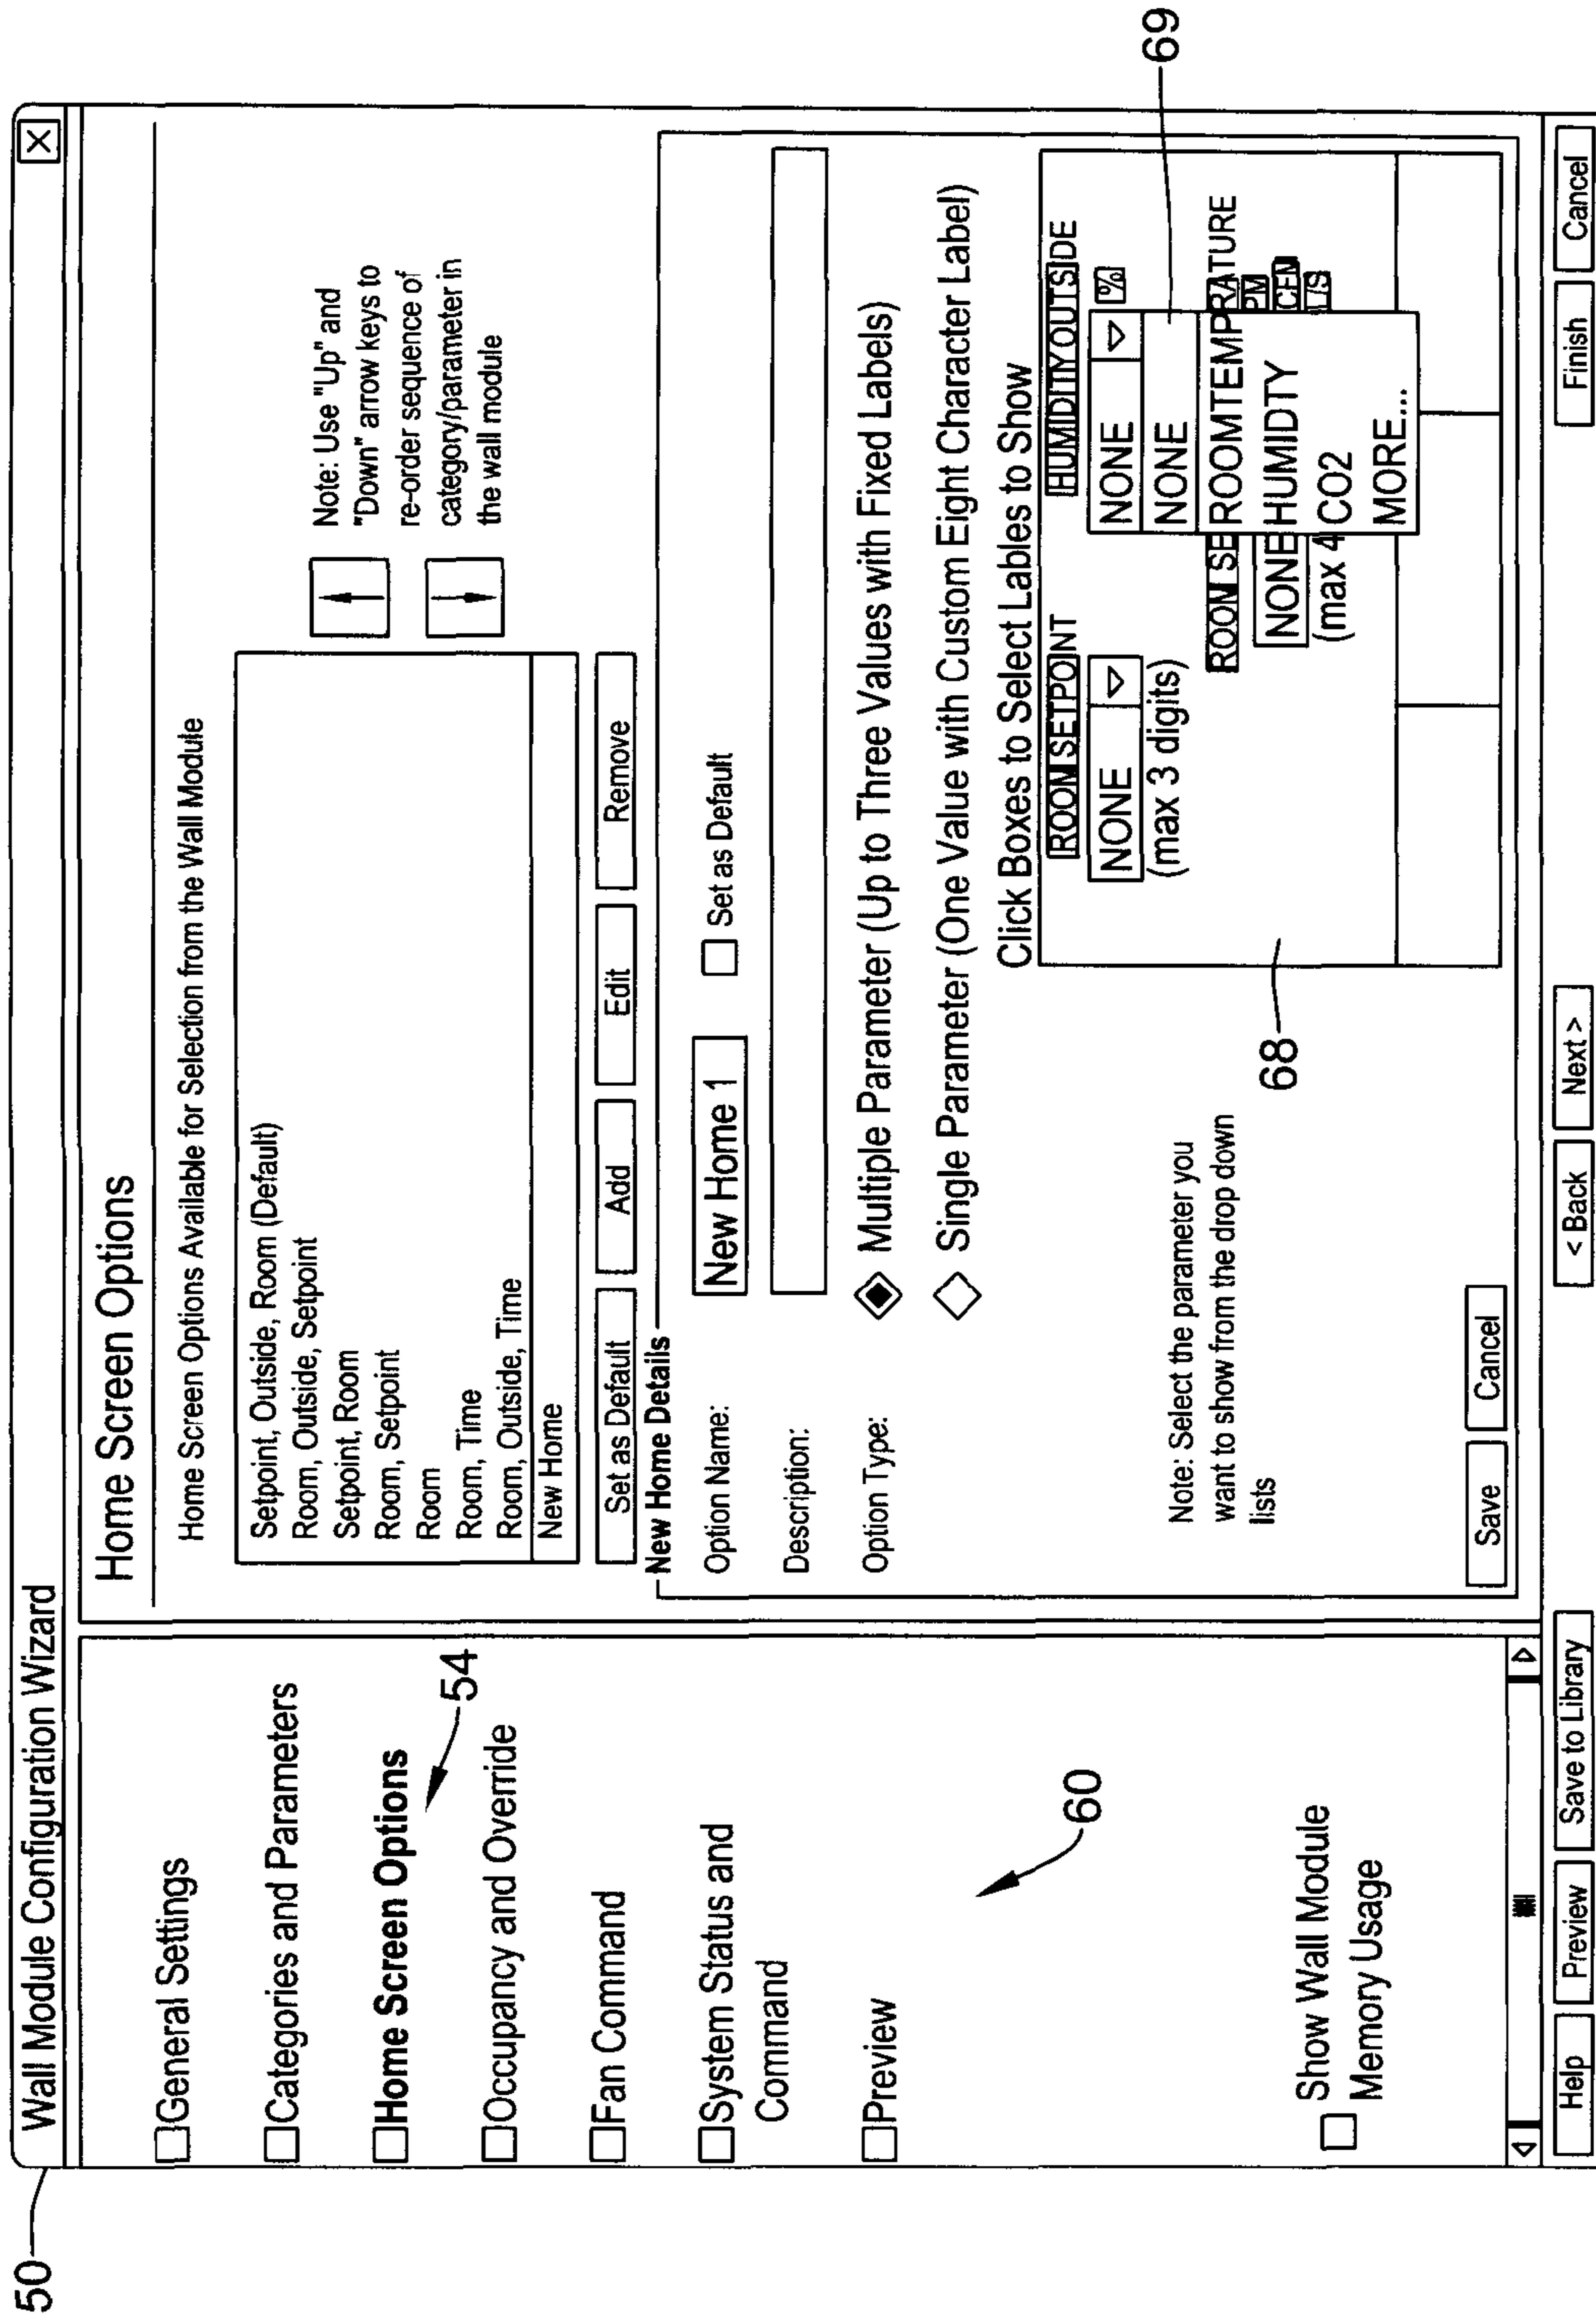 50
Wall Module Configuration Wizard
X
General Settings
Categories and Parameters
Home Screen Options
54
Occupancy and Override
Fan Command
System Status and
Command
Preview
60
Show Wall Module
Memory Usage
Home Screen Options
Home Screen Options Available for Selection from the Wall Module
Setpoint, Outside, Room (Default)
Room, Outside, Setpoint
Setpoint, Room
Room, Setpoint
Room
Room, Time
Room, Outside, Time
New Home
Note: Use "Up" and
"Down" arrow keys to
re-order sequence of
category/parameter in
the wall module
Set as Default Add Edit Remove
New Home Details
Option Name: New Home 1 Set as Default
Description:
Option Type: Multiple Parameter (Up to Three Values with Fixed Labels)
Single Parameter (One Value with Custom Eight Character Label)
Click Boxes to Select Lables to Show
ROOM SETPOINT HUMIDITY OUTSIDE
NONE NONE %
(max 3 digits) NONE
69
ROOM SE ROOMTEMPRATURE
NONE HUMIDTY PM
(max 4 CO2 CFM
L/S
MORE...
Note: Select the parameter you
want to show from the drop down
lists
68
Save Cancel
Help Preview Save to Library < Back Next > Finish Cancel